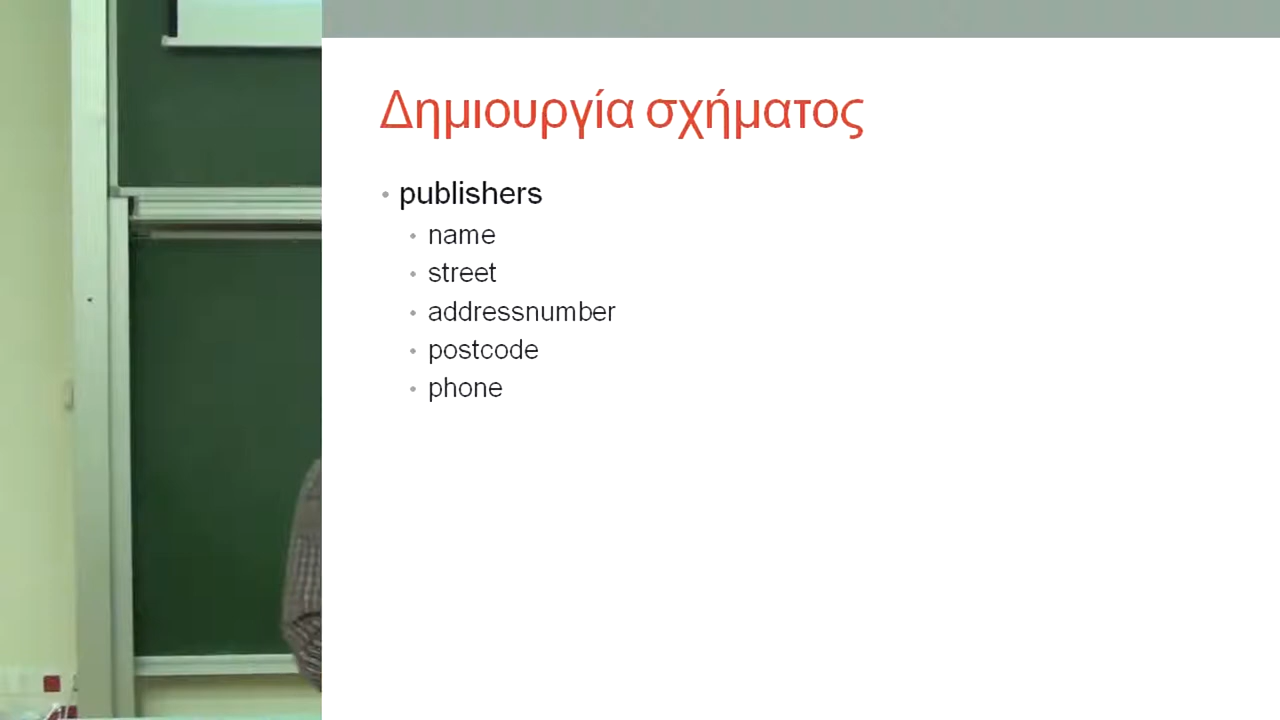 Δημιουργία σχήματος
• publishers
• name
• street
• addressnumber
• postcode
• phone